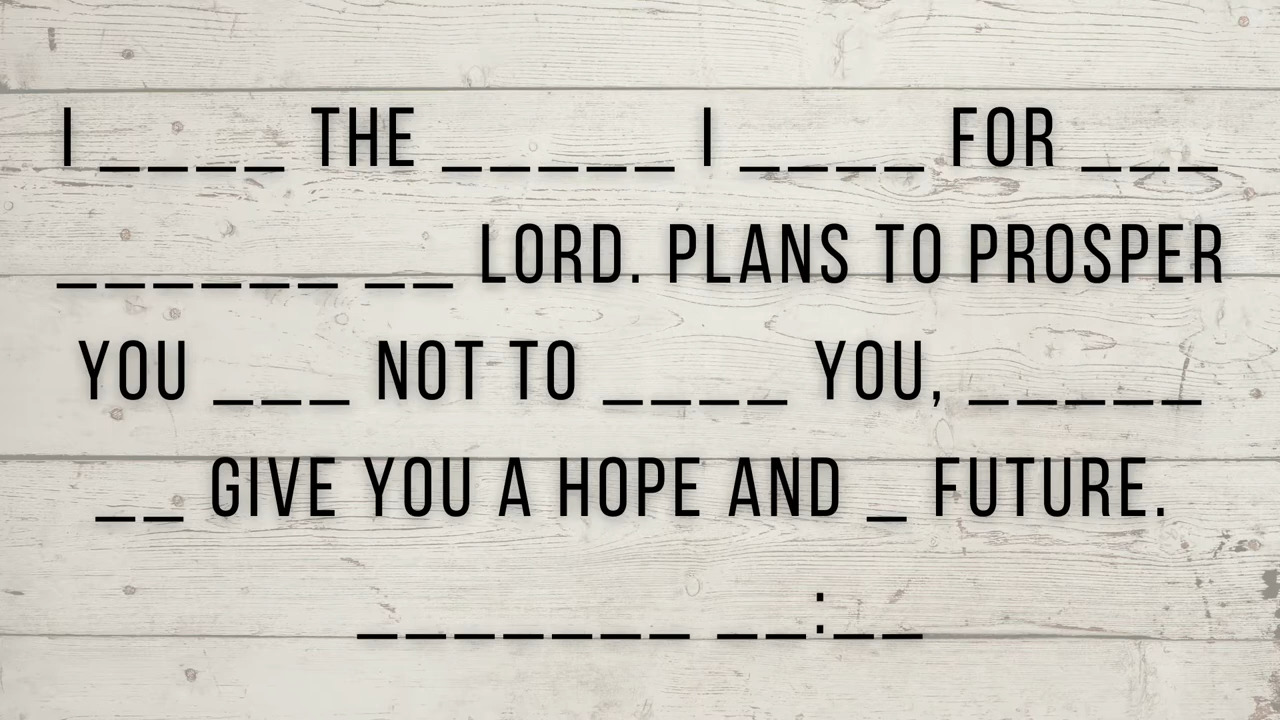 I ____ THE _____ I ____ FOR ___
______ __ LORD. PLANS TO PROSPER
YOU ___ NOT TO ____ YOU, _____
__ GIVE YOU A HOPE AND _ FUTURE.
_______ __:__